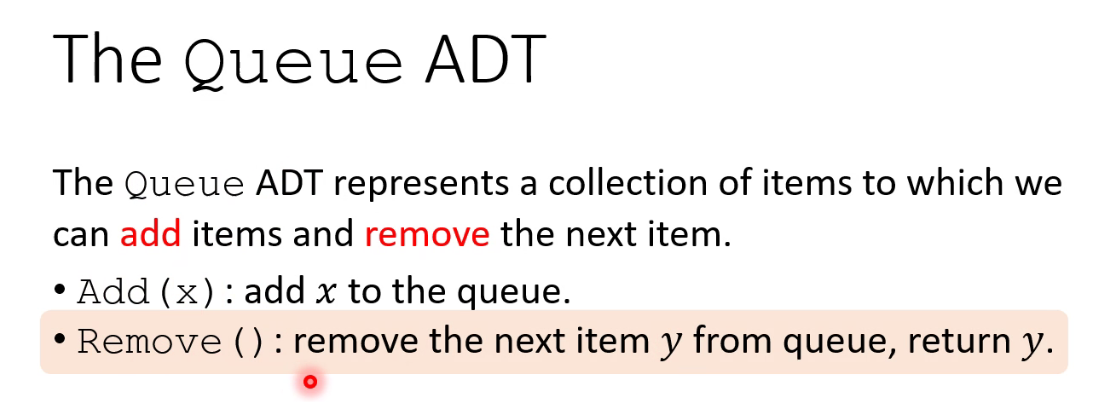 The Queue ADT
The Queue ADT represents a collection of items to which we
can add items and remove the next item.
• Add(x): add x to the queue.
• Remove(): remove the next item y from queue, return y.